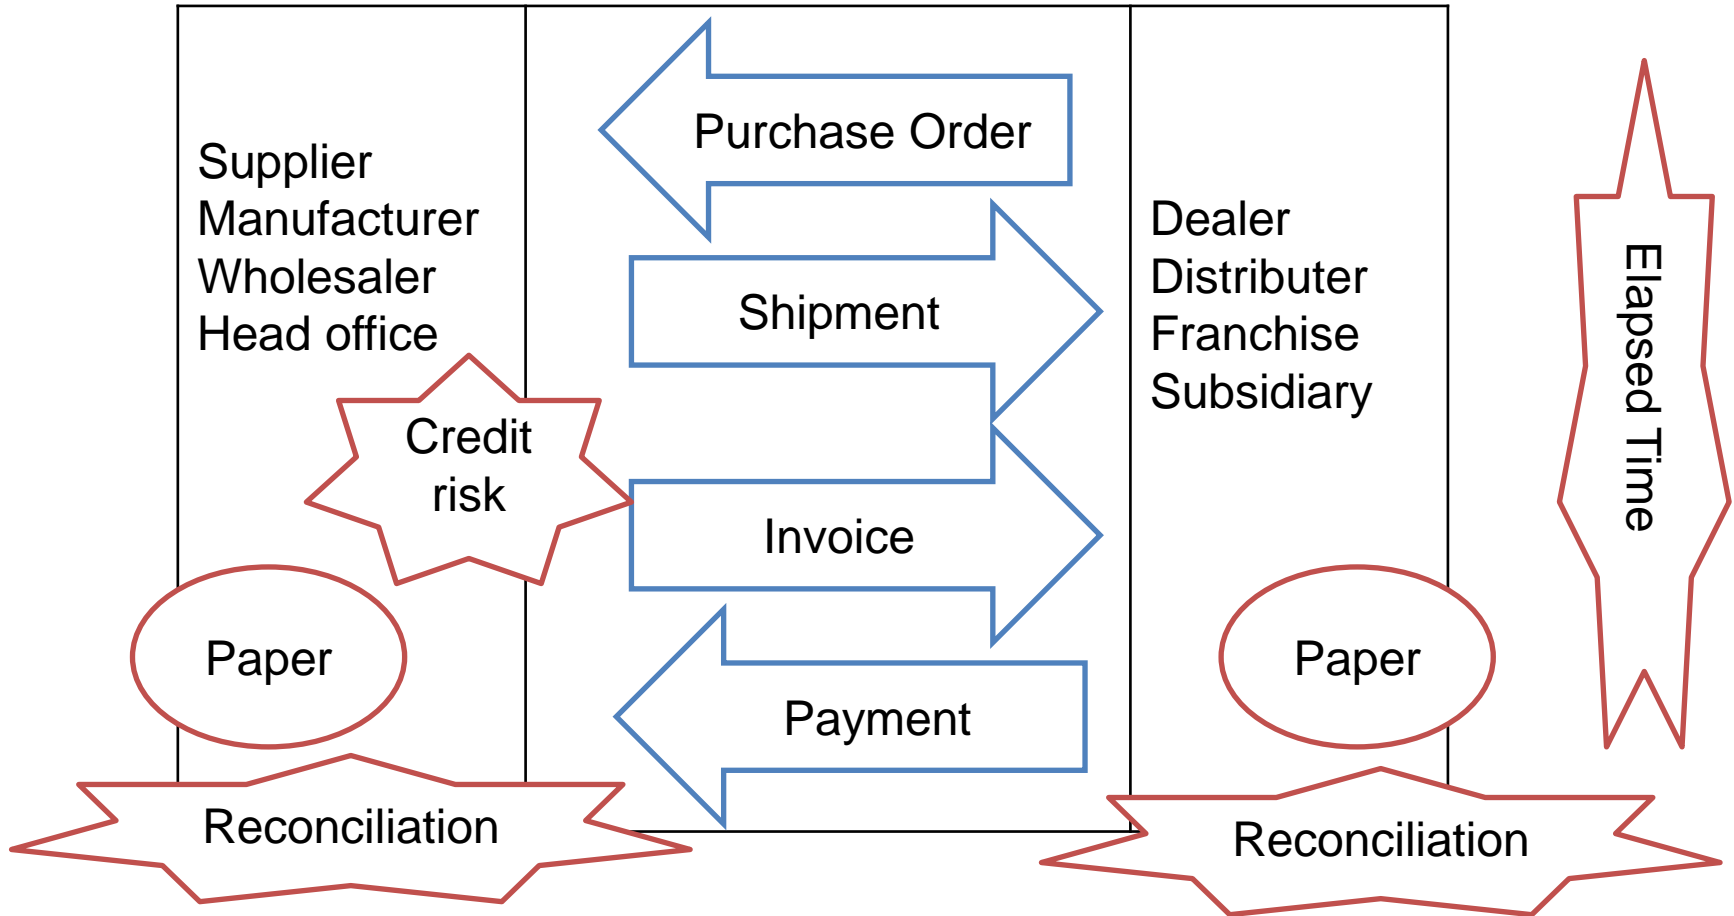 Supplier
Manufacturer
Wholesaler
Head office
Credit
risk
Paper
Reconciliation
Purchase Order
Shipment
Invoice
Payment
Dealer
Distributer
Franchise
Subsidiary
Paper
Reconciliation
Elapsed Time